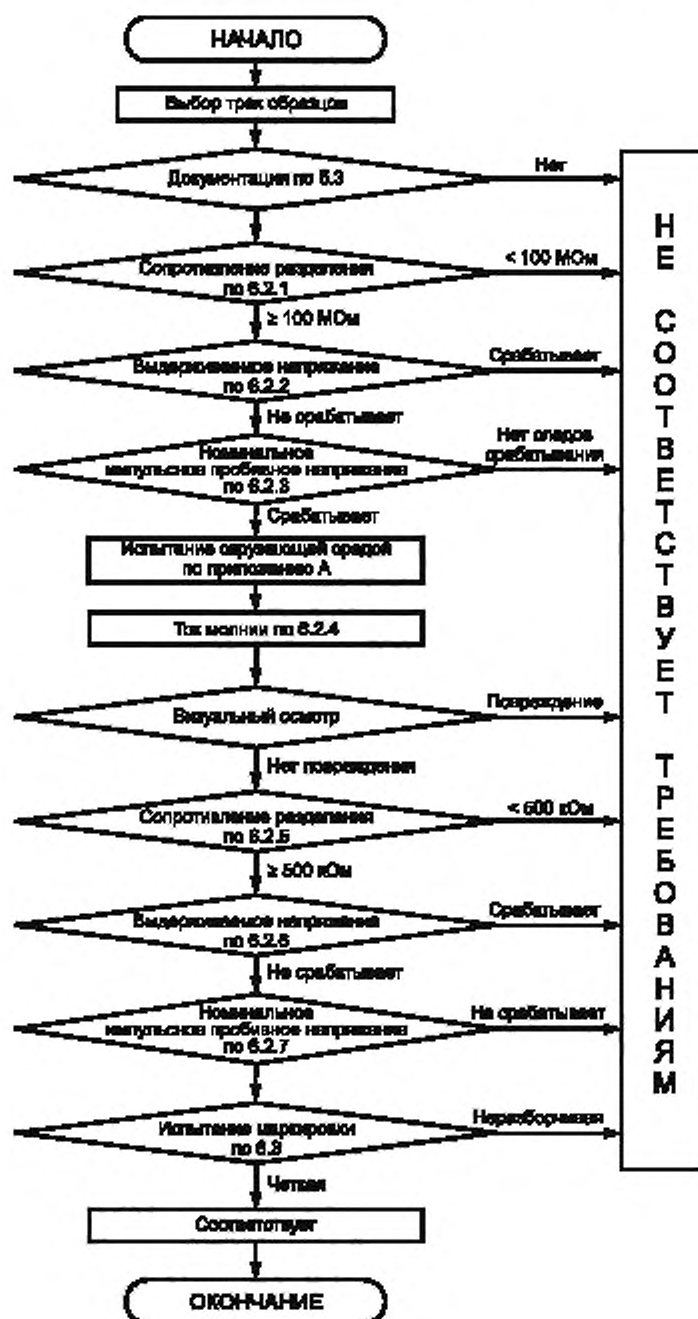 НАЧАЛО
Выбор трех образцов
Документация по 5.3
Нет
Сопротивление разделения
по 6.2.1
< 100 МОм
≥ 100 МОм
Выдерживаемое напряжение
по 6.2.2
Срабатывает
Не срабатывает
Номинальное
импульсное пробивное напряжение
по 6.2.3
Нет следов
срабатывания
Срабатывает
Испытание окружающей средой
по приложению А
Ток молнии по 6.2.4
Визуальный осмотр
Повреждение
Нет повреждения
Сопротивление разделения
по 6.2.5
< 500 кОм
≥ 500 кОм
Выдерживаемое напряжение
по 6.2.6
Срабатывает
Не срабатывает
Номинальное
импульсное пробивное напряжение
по 6.2.7
Не срабатывает
Испытание маркировки
по 6.3
Неразборчивая
Четкая
Соответствует
ОКОНЧАНИЕ
НЕ СООТВЕТСТВУЕТ ТРЕБОВАНИЯМ